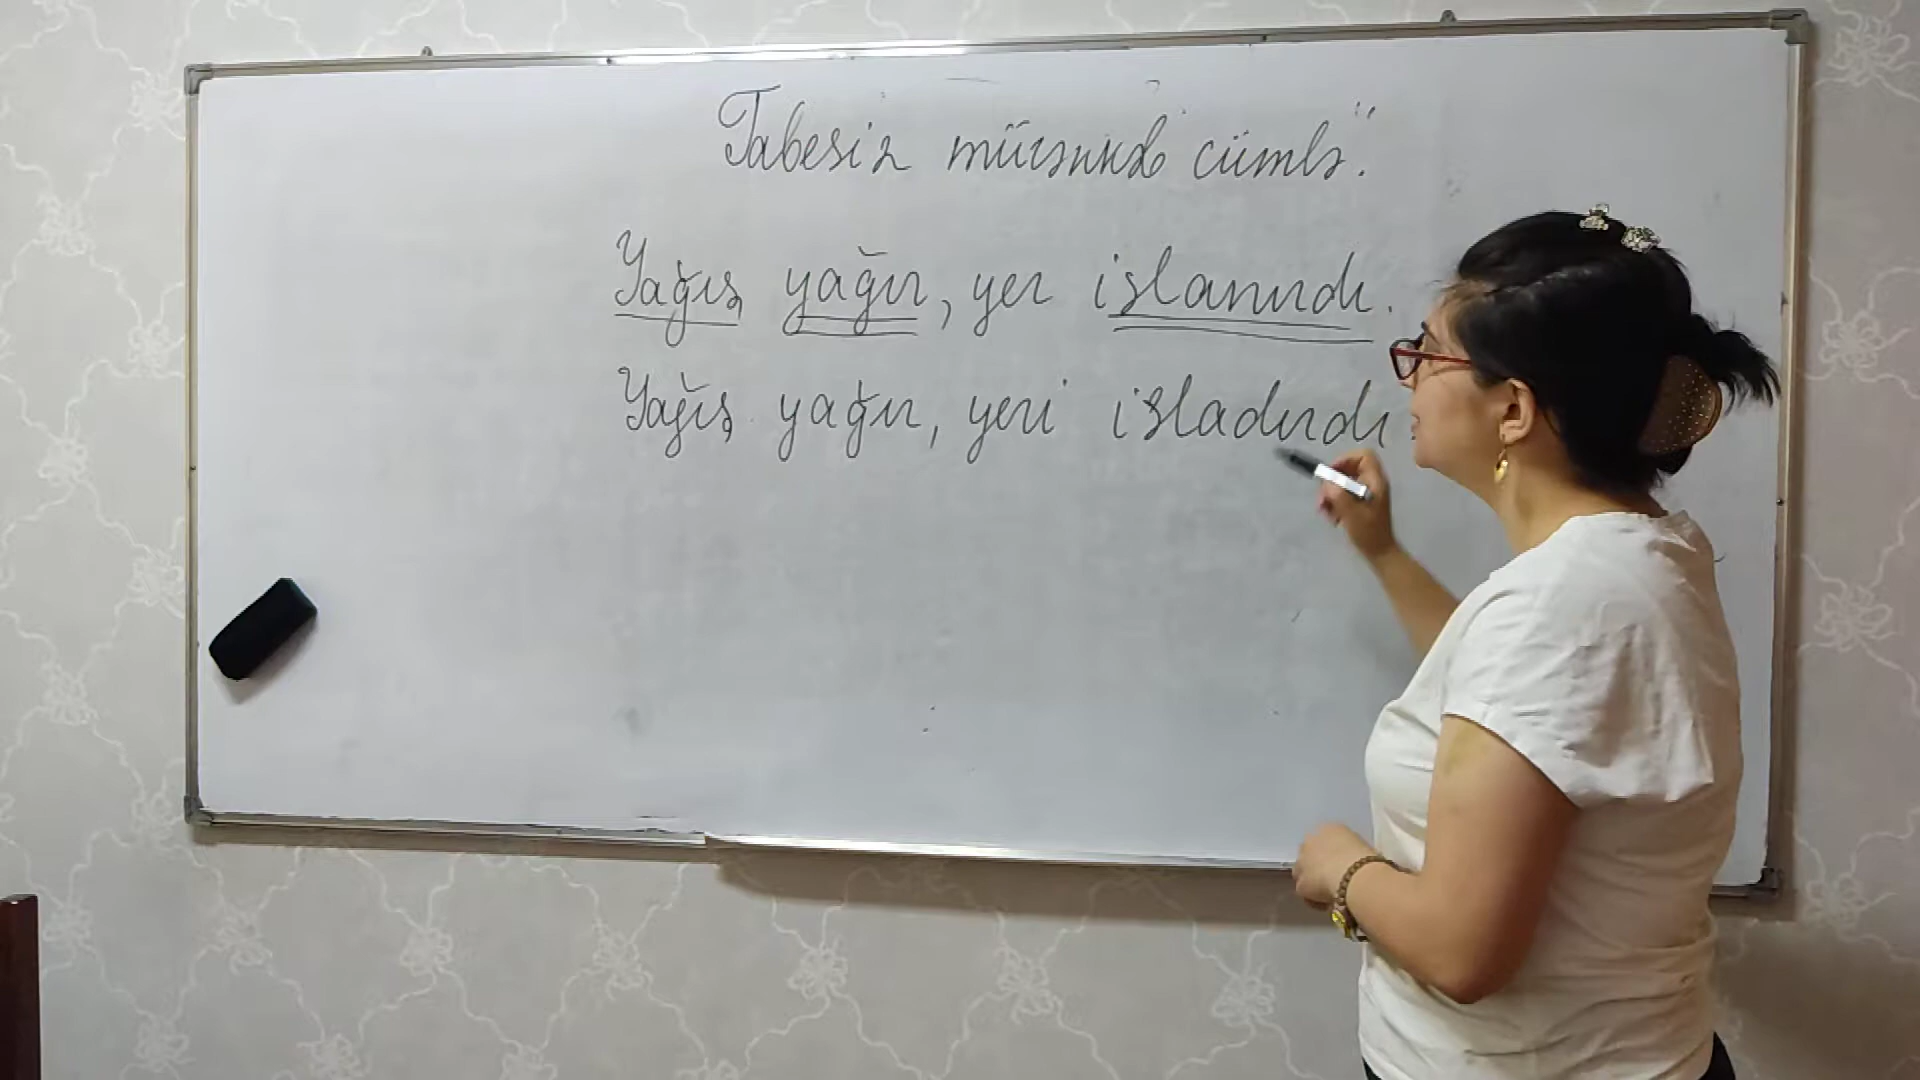 Tabesiz mürəkkəb cümlə".
Yağış yağır, yer islanırdı.
Yağış yağır, yeri isladırdı.